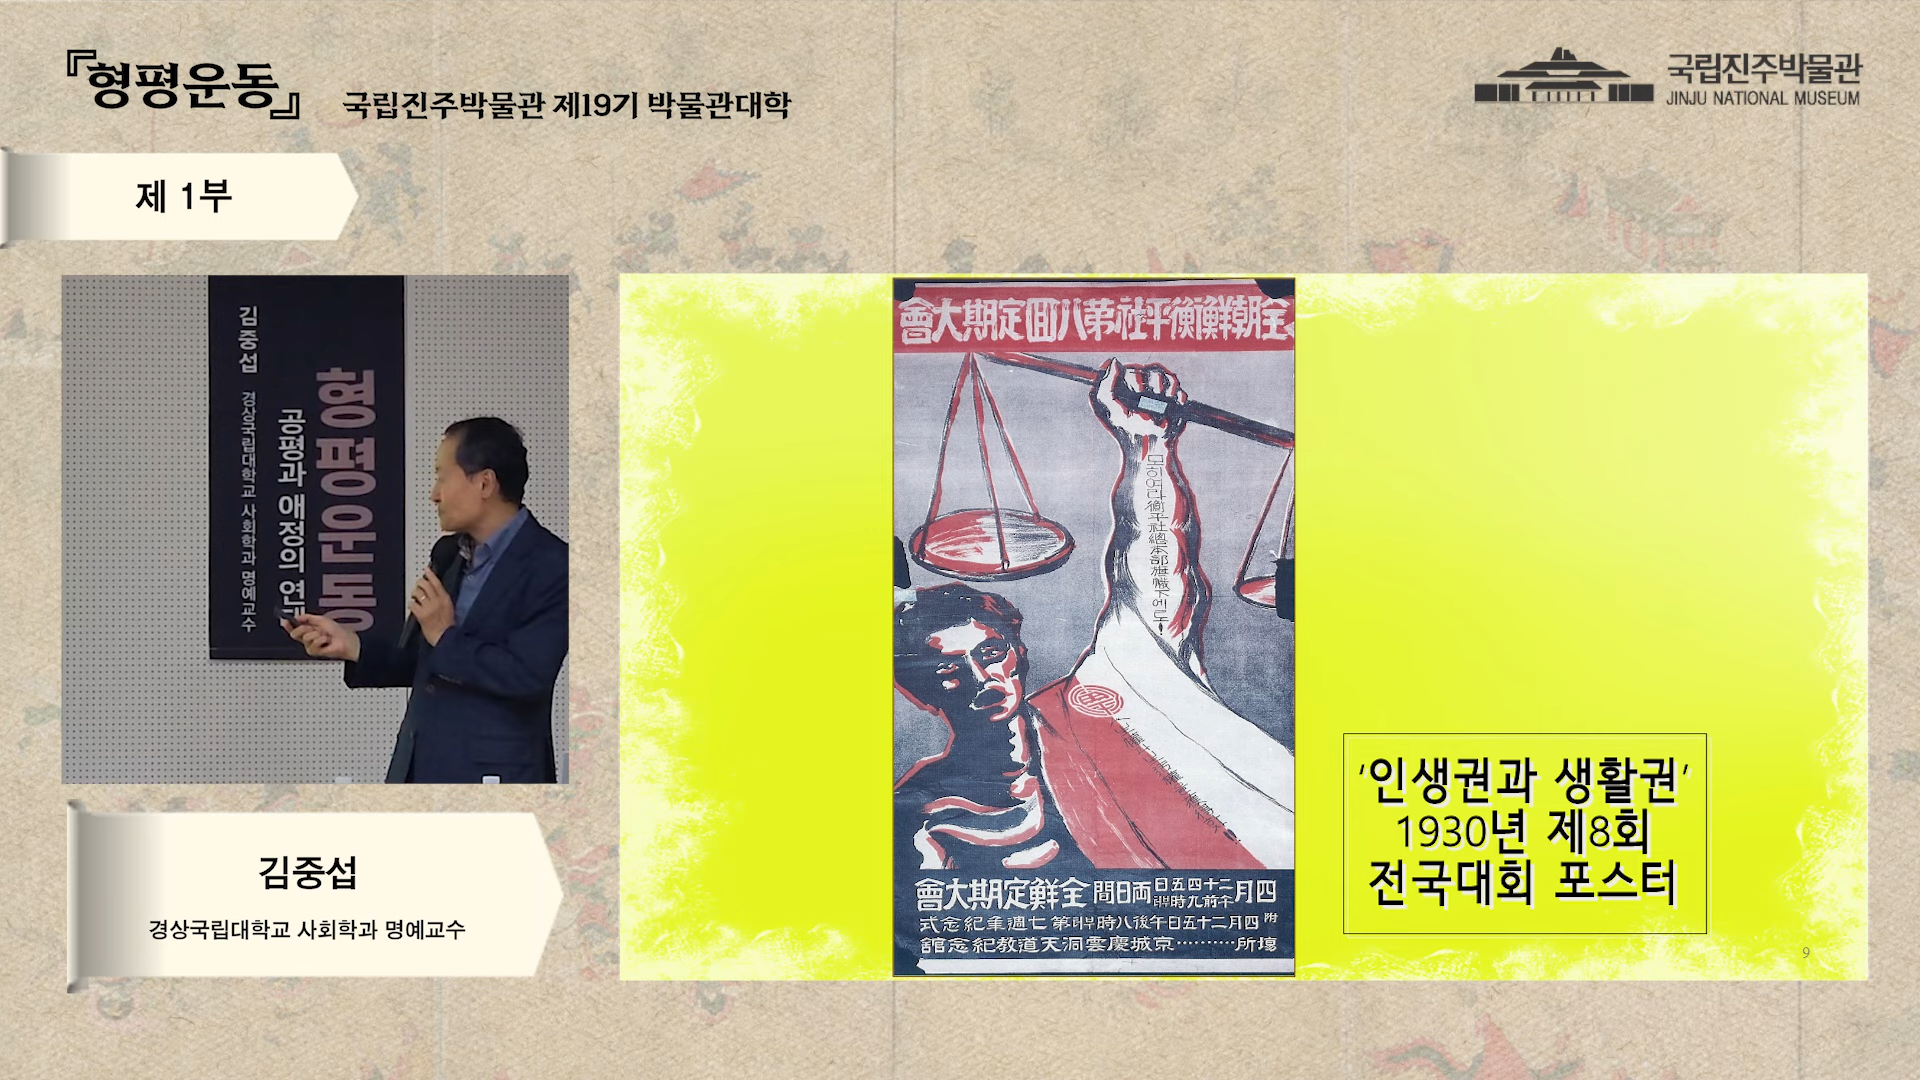 『형평운동』
국립진주박물관 제19기 박물관대학
국립진주박물관
JINJU NATIONAL MUSEUM
제 1부
김중섭
경상국립대학교 사회학과 명예교수
공평과 애정의 연
형평운동
全朝鮮衡平社第八回定期大會
모히여라衡平社總本部旗幟下에로!
四月二十四五日 午前九時 両日間 全鮮定期大會
附 四月二十五日午後八時 第七週年紀念式
場所 ‥‥‥‥‥ 京城慶雲洞天道教紀念館
‘인생권과 생활권’
1930년 제8회
전국대회 포스터
9
김중섭
경상국립대학교 사회학과 명예교수